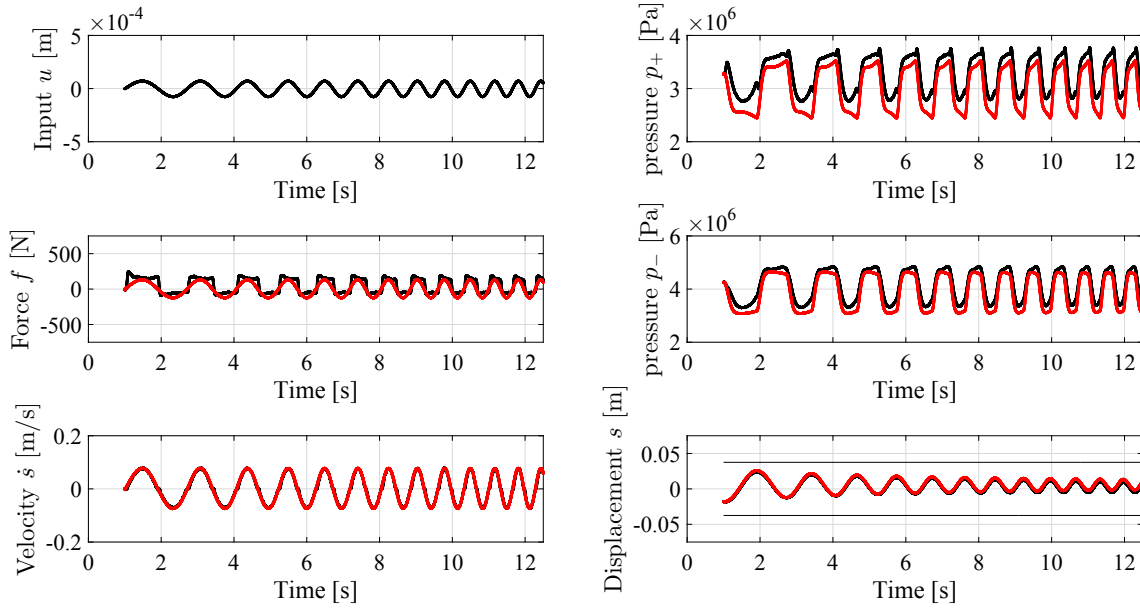 ×10⁻⁴
5
0
-5
Input u [m]
0 2 4 6 8 10 12
Time [s]
×10⁶
4
3
2
pressure p₊ [Pa]
0 2 4 6 8 10 12
Time [s]
500
0
-500
Force f [N]
0 2 4 6 8 10 12
Time [s]
×10⁶
6
4
2
pressure p₋ [Pa]
0 2 4 6 8 10 12
Time [s]
0.2
0
-0.2
Velocity ṡ [m/s]
0 2 4 6 8 10 12
Time [s]
0.05
0
-0.05
Displacement s [m]
0 2 4 6 8 10 12
Time [s]